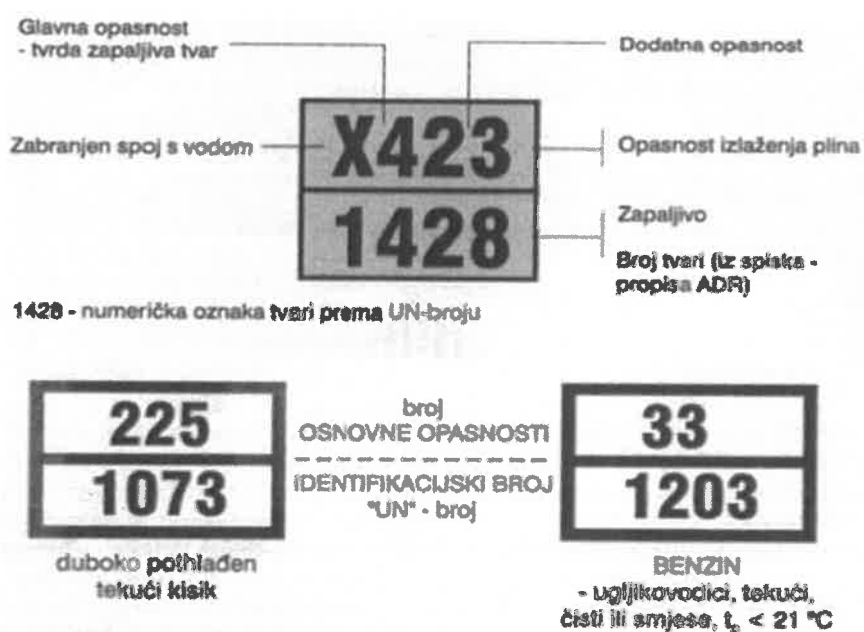 Glavna opasnost
- tvrda zapaljiva tvar
Dodatna opasnost
Zabranjen spoj s vodom
X423
Opasnost izlaženja plina
1428
Zapaljivo
Broj tvari (iz spiska -
propisa ADR)
1428 - numerička oznaka tvari prema UN-broju
225
1073
duboko pothlađen
tekući kisik
broj
OSNOVNE OPASNOSTI
IDENTIFIKACIJSKI BROJ
"UN" - broj
33
1203
BENZIN
- ugljikovodici, tekući,
čisti ili smjese, t < 21 °C